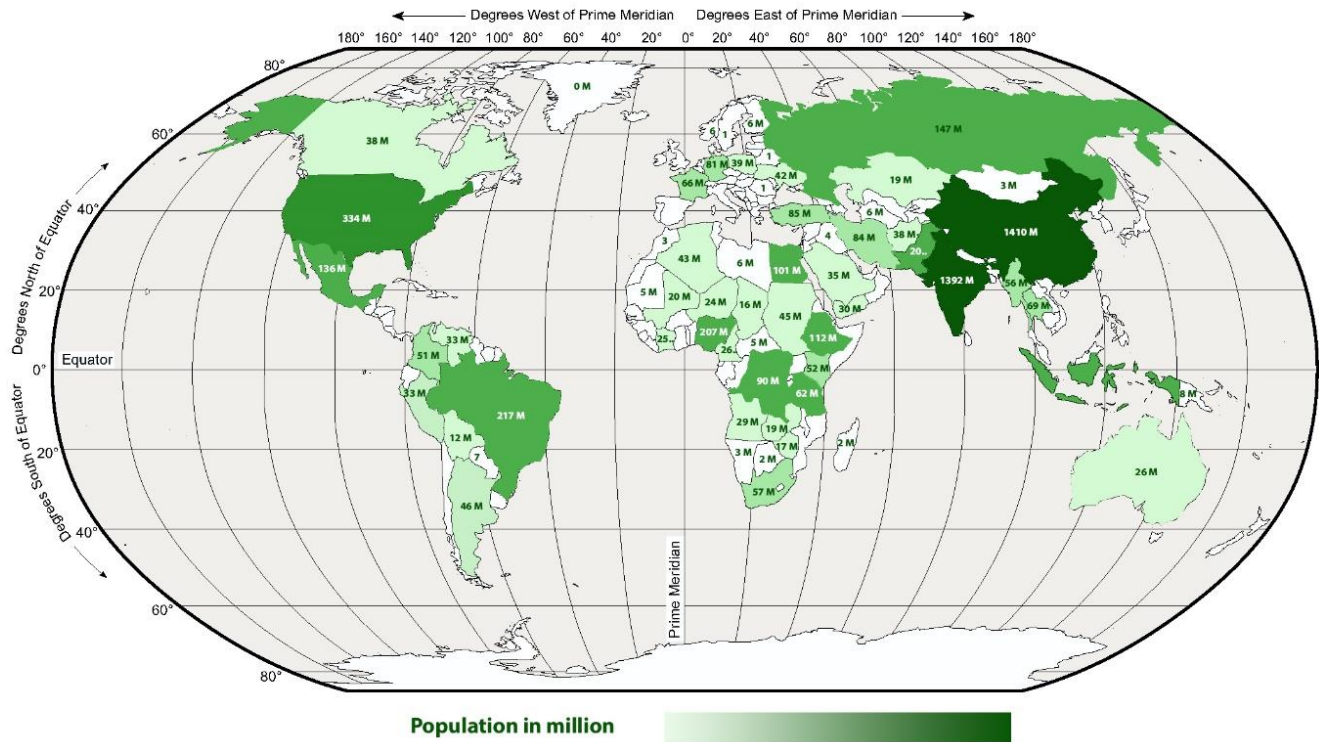 Degrees West of Prime Meridian Degrees East of Prime Meridian
180° 160° 140° 120° 100° 80° 60° 40° 20° 0° 20° 40° 60° 80° 100° 120° 140° 160° 180°
80°
60°
40°
20°
0°
20°
40°
60°
80°
Degrees North of Equator
Equator
Degrees South of Equator
Prime Meridian
0 M
38 M
334 M
136 M
33 M
51 M
33 M
217 M
12 M
7
46 M
6
1
6 M
81 M
39 M
1
66 M
42 M
1
85 M
147 M
19 M
3 M
6 M
4
84 M
38 M
20..
1410 M
1392 M
56 M
69 M
3
43 M
6 M
101 M
35 M
30 M
5 M
20 M
24 M
16 M
45 M
25..
207 M
26..
5 M
112 M
52 M
90 M
62 M
29 M
19 M
17 M
3 M
2 M
2 M
57 M
8 M
26 M
Population in million